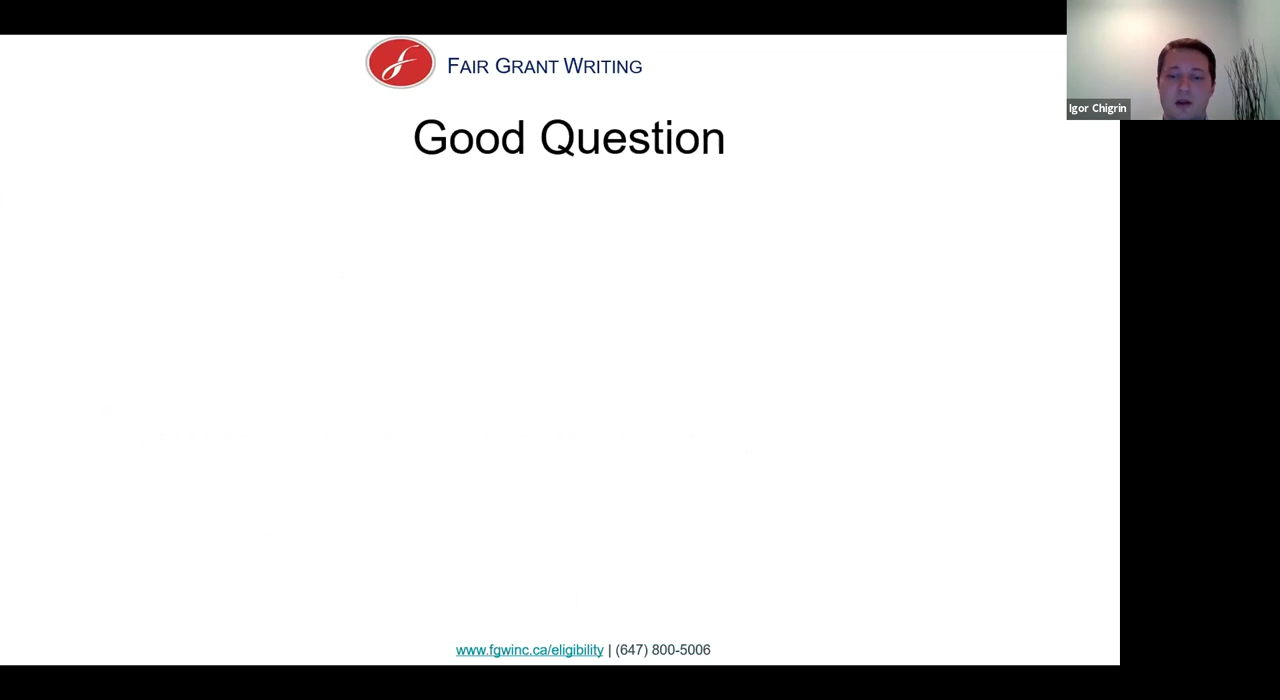 FAIR GRANT WRITING
Igor Chigrin
Good Question
www.fgwinc.ca/eligibility | (647) 800-5006